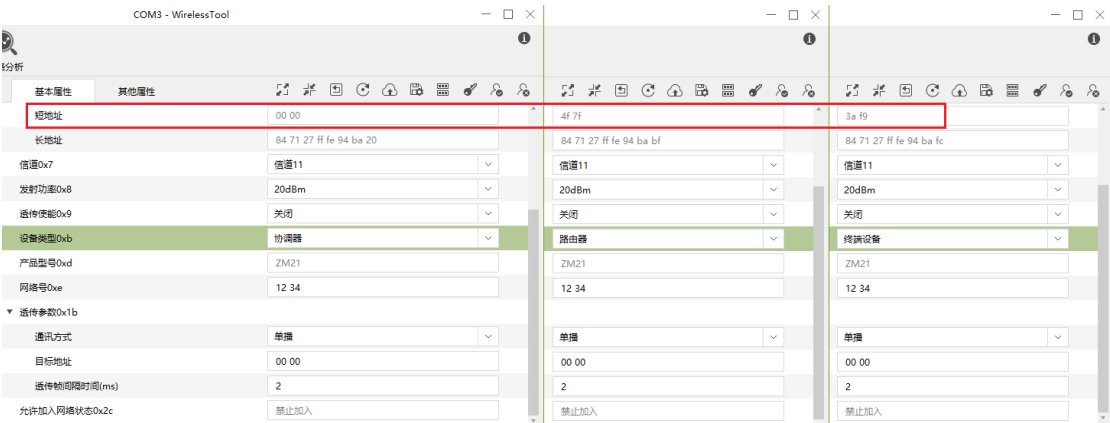 COM3 - WirelessTool
分析
基本属性 其他属性
短地址 00 00 4f 7f 3a f9
长地址 84 71 27 ff fe 94 ba 20 84 71 27 ff fe 94 ba bf 84 71 27 ff fe 94 ba fc
信道0x7 信道11 信道11 信道11
发射功率0x8 20dBm 20dBm 20dBm
透传使能0x9 关闭 关闭 关闭
设备类型0xb 协调器 路由器 终端设备
产品型号0xd ZM21 ZM21 ZM21
网络号0xe 12 34 12 34 12 34
透传参数0x1b
通讯方式 单播 单播 单播
目标地址 00 00 00 00 00 00
透传帧间隔时间(ms) 2 2 2
允许加入网络状态0x2c 禁止加入 禁止加入 禁止加入